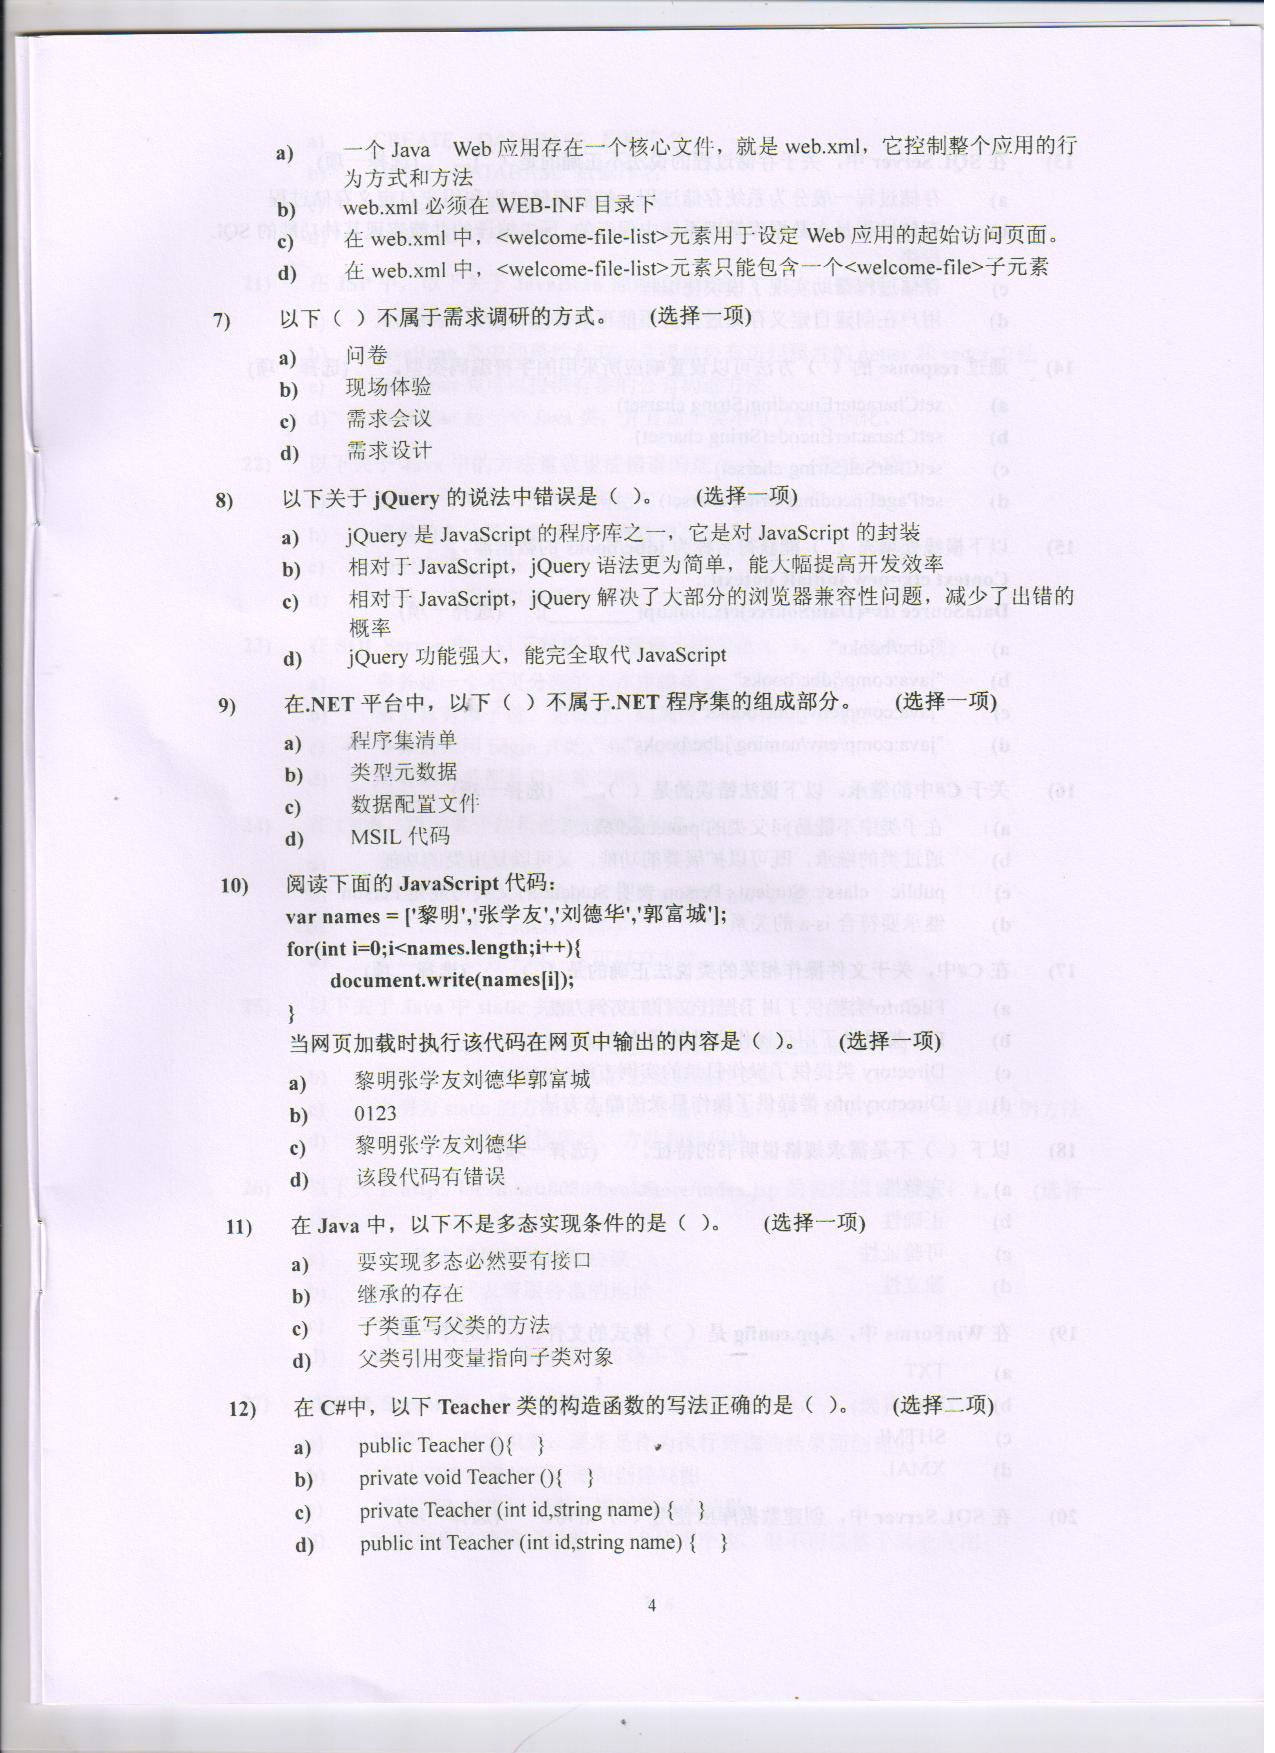 a) 一个 Java Web 应用存在一个核心文件，就是 web.xml，它控制整个应用的行
为方式和方法
b) web.xml 必须在 WEB-INF 目录下
c) 在 web.xml 中，<welcome-file-list>元素用于设定 Web 应用的起始访问页面。
d) 在 web.xml 中，<welcome-file-list>元素只能包含一个<welcome-file>子元素
7) 以下（ ）不属于需求调研的方式。 (选择一项)
a) 问卷
b) 现场体验
c) 需求会议
d) 需求设计
8) 以下关于 jQuery 的说法中错误是（ ）。 (选择一项)
a) jQuery 是 JavaScript 的程序库之一，它是对 JavaScript 的封装
b) 相对于 JavaScript，jQuery 语法更为简单，能大幅提高开发效率
c) 相对于 JavaScript，jQuery 解决了大部分的浏览器兼容性问题，减少了出错的
概率
d) jQuery 功能强大，能完全取代 JavaScript
9) 在.NET 平台中，以下（ ）不属于.NET 程序集的组成部分。 (选择一项)
a) 程序集清单
b) 类型元数据
c) 数据配置文件
d) MSIL 代码
10) 阅读下面的 JavaScript 代码：
var names = ['黎明','张学友','刘德华','郭富城'];
for(int i=0;i<names.length;i++){
document.write(names[i]);
}
当网页加载时执行该代码在网页中输出的内容是（ ）。 (选择一项)
a) 黎明张学友刘德华郭富城
b) 0123
c) 黎明张学友刘德华
d) 该段代码有错误
11) 在 Java 中，以下不是多态实现条件的是（ ）。 (选择一项)
a) 要实现多态必然要有接口
b) 继承的存在
c) 子类重写父类的方法
d) 父类引用变量指向子类对象
12) 在 C#中，以下 Teacher 类的构造函数的写法正确的是（ ）。 (选择二项)
a) public Teacher (){ }
b) private void Teacher (){ }
c) private Teacher (int id,string name) { }
d) public int Teacher (int id,string name) { }
4